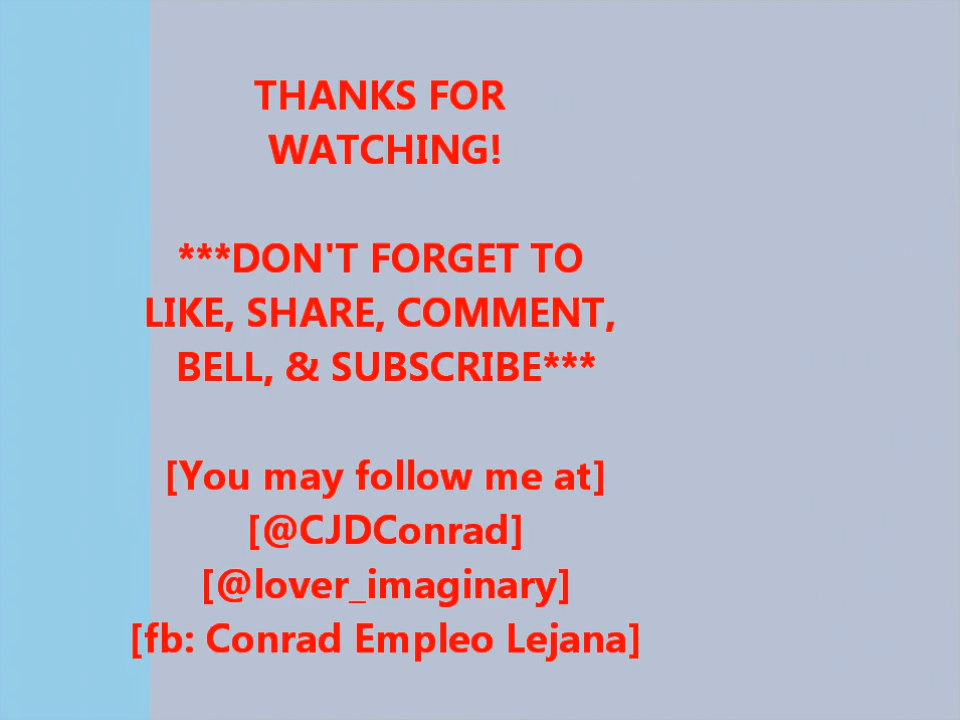 THANKS FOR
WATCHING!
***DON'T FORGET TO
LIKE, SHARE, COMMENT,
BELL, & SUBSCRIBE***
[You may follow me at]
[@CJDConrad]
[@lover_imaginary]
[fb: Conrad Empleo Lejana]